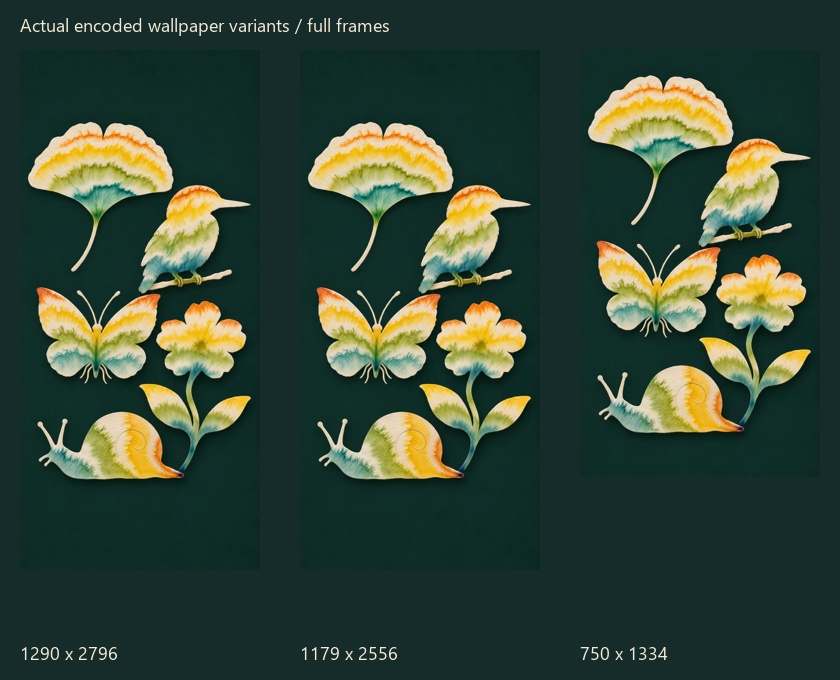 Actual encoded wallpaper variants / full frames
1290 x 2796
1179 x 2556
750 x 1334